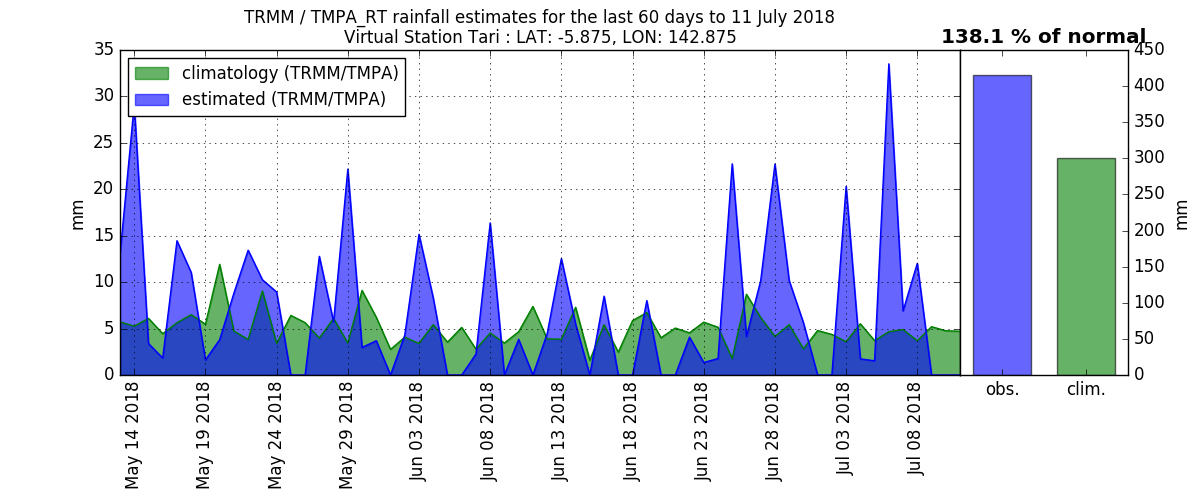 TRMM / TMPA_RT rainfall estimates for the last 60 days to 11 July 2018
Virtual Station Tari : LAT: -5.875, LON: 142.875
138.1 % of normal
climatology (TRMM/TMPA)
estimated (TRMM/TMPA)
35
30
25
20
15
10
5
0
mm
May 14 2018
May 19 2018
May 24 2018
May 29 2018
Jun 03 2018
Jun 08 2018
Jun 13 2018
Jun 18 2018
Jun 23 2018
Jun 28 2018
Jul 03 2018
Jul 08 2018
obs.
clim.
450
400
350
300
250
200
150
100
50
0
mm